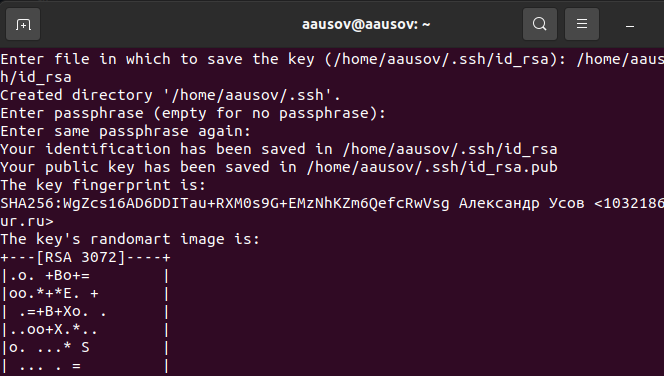 aausov@aausov: ~
Enter file in which to save the key (/home/aausov/.ssh/id_rsa): /home/aus
h/id_rsa
Created directory '/home/aausov/.ssh'.
Enter passphrase (empty for no passphrase):
Enter same passphrase again:
Your identification has been saved in /home/aausov/.ssh/id_rsa
Your public key has been saved in /home/aausov/.ssh/id_rsa.pub
The key fingerprint is:
SHA256:WgZcs16AD6DDITau+RXM0s9G+EMzNhKZm6QefcRwVsg Александр Усов <1032186
ur.ru>
The key's randomart image is:
+---[RSA 3072]----+
|.o. +Bo+=        |
|oo.*+*E. +       |
| .=+B+Xo. .      |
|..oo+X.*..       |
|o. ...* S        |
| ... . =         |